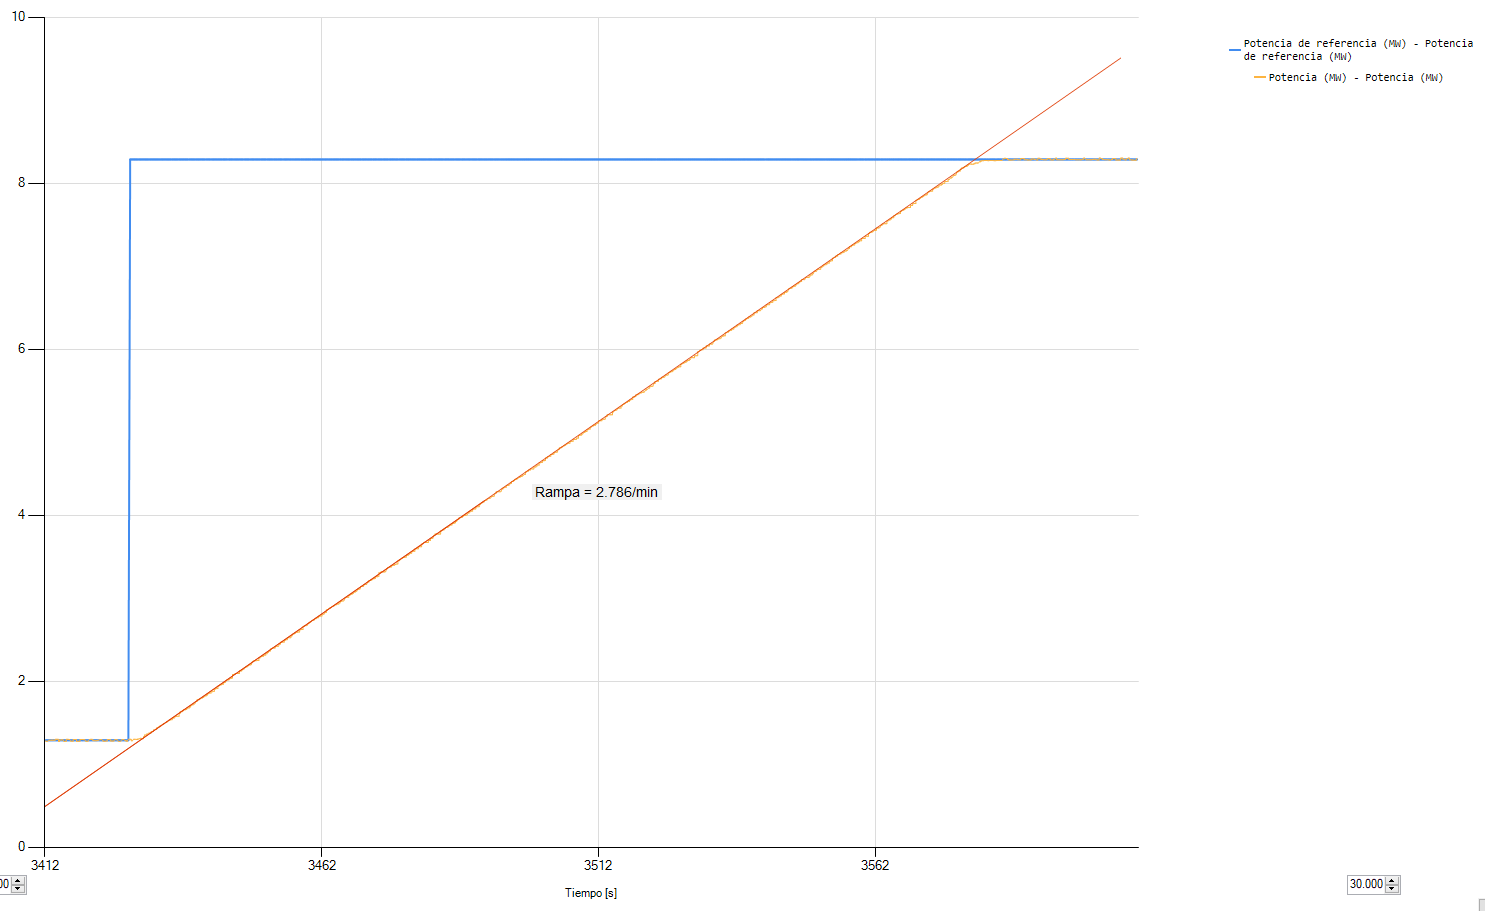 10
Potencia de referencia (MW) - Potencia
de referencia (MW)
Potencia (MW) - Potencia (MW)
8
6
Rampa = 2.786/min
4
2
0
3412 3462 3512 3562
Tiempo [s]
00 30.000